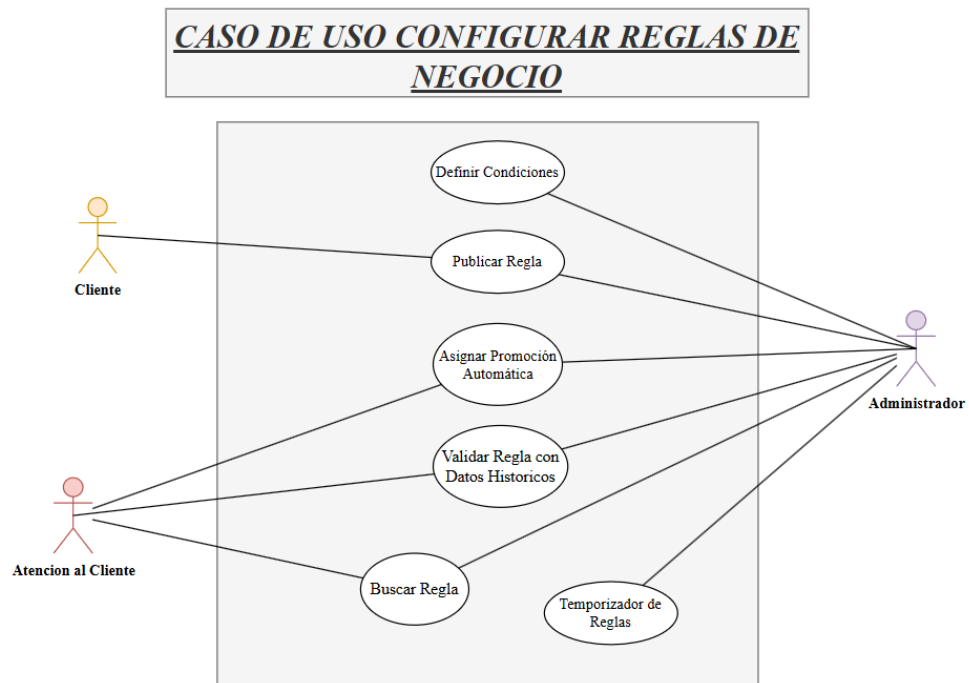 CASO DE USO CONFIGURAR REGLAS DE
NEGOCIO
Definir Condiciones
Publicar Regla
Cliente
Asignar Promoción
Automática
Administrador
Validar Regla con
Datos Historicos
Atencion al Cliente
Buscar Regla
Temporizador de
Reglas